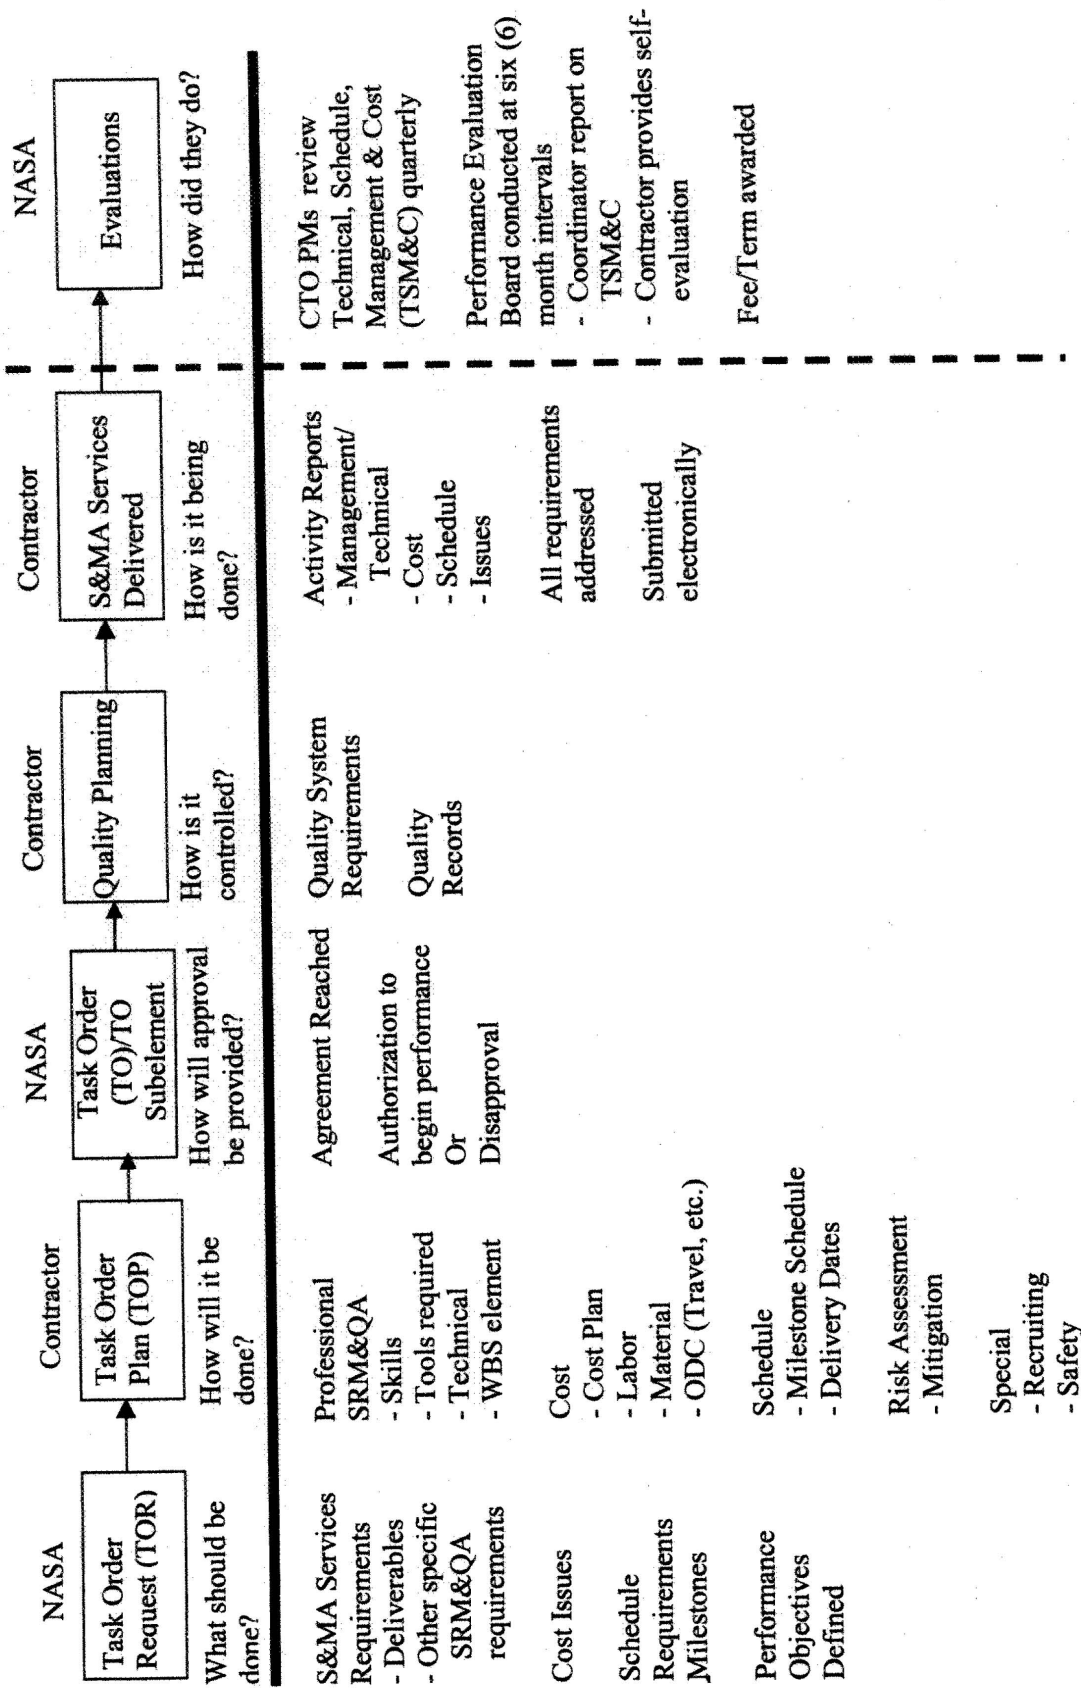 NASA
Task Order
Request (TOR)
What should be
done?
S&MA Services
Requirements
- Deliverables
- Other specific
SRM&QA
requirements
Cost Issues
Schedule
Requirements
Milestones
Performance
Objectives
Defined
Contractor
Task Order
Plan (TOP)
How will it be
done?
Professional
SRM&QA
- Skills
- Tools required
- Technical
- WBS element
Cost
- Cost Plan
- Labor
- Material
- ODC (Travel, etc.)
Schedule
- Milestone Schedule
- Delivery Dates
Risk Assessment
- Mitigation
Special
- Recruiting
- Safety
NASA
Task Order
(TO)/TO
Subelement
How will approval
be provided?
Agreement Reached
Authorization to
begin performance
Or
Disapproval
Contractor
Quality Planning
How is it
controlled?
Quality System
Requirements
Quality
Records
Contractor
S&MA Services
Delivered
How is it being
done?
Activity Reports
- Management/
Technical
- Cost
- Schedule
- Issues
All requirements
addressed
Submitted
electronically
NASA
Evaluations
How did they do?
CTO PMs review
Technical, Schedule,
Management & Cost
(TSM&C) quarterly
Performance Evaluation
Board conducted at six (6)
month intervals
- Coordinator report on
TSM&C
- Contractor provides self-
evaluation
Fee/Term awarded